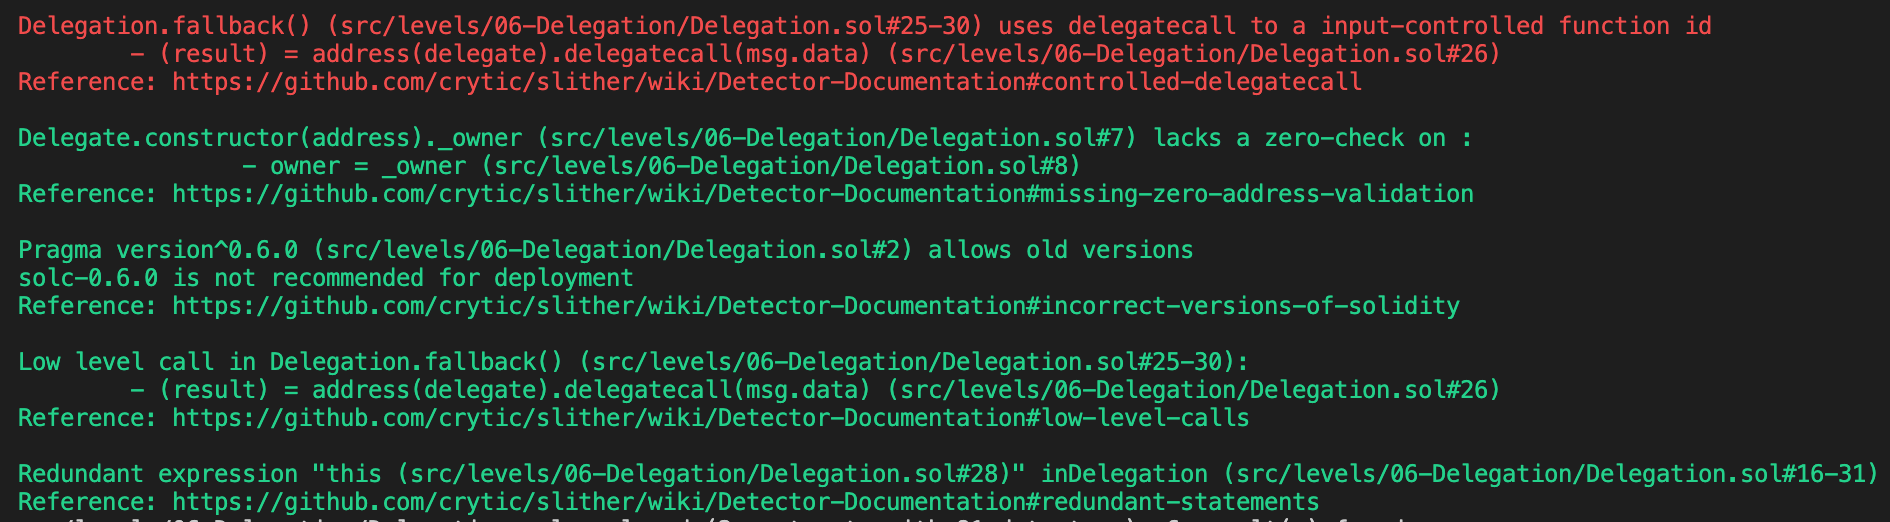 Delegation.fallback() (src/levels/06-Delegation/Delegation.sol#25-30) uses delegatecall to a input-controlled function id
- (result) = address(delegate).delegatecall(msg.data) (src/levels/06-Delegation/Delegation.sol#26)
Reference: https://github.com/crytic/slither/wiki/Detector-Documentation#controlled-delegatecall
Delegate.constructor(address)._owner (src/levels/06-Delegation/Delegation.sol#7) lacks a zero-check on :
- owner = _owner (src/levels/06-Delegation/Delegation.sol#8)
Reference: https://github.com/crytic/slither/wiki/Detector-Documentation#missing-zero-address-validation
Pragma version^0.6.0 (src/levels/06-Delegation/Delegation.sol#2) allows old versions
solc-0.6.0 is not recommended for deployment
Reference: https://github.com/crytic/slither/wiki/Detector-Documentation#incorrect-versions-of-solidity
Low level call in Delegation.fallback() (src/levels/06-Delegation/Delegation.sol#25-30):
- (result) = address(delegate).delegatecall(msg.data) (src/levels/06-Delegation/Delegation.sol#26)
Reference: https://github.com/crytic/slither/wiki/Detector-Documentation#low-level-calls
Redundant expression "this (src/levels/06-Delegation/Delegation.sol#28)" inDelegation (src/levels/06-Delegation/Delegation.sol#16-31)
Reference: https://github.com/crytic/slither/wiki/Detector-Documentation#redundant-statements